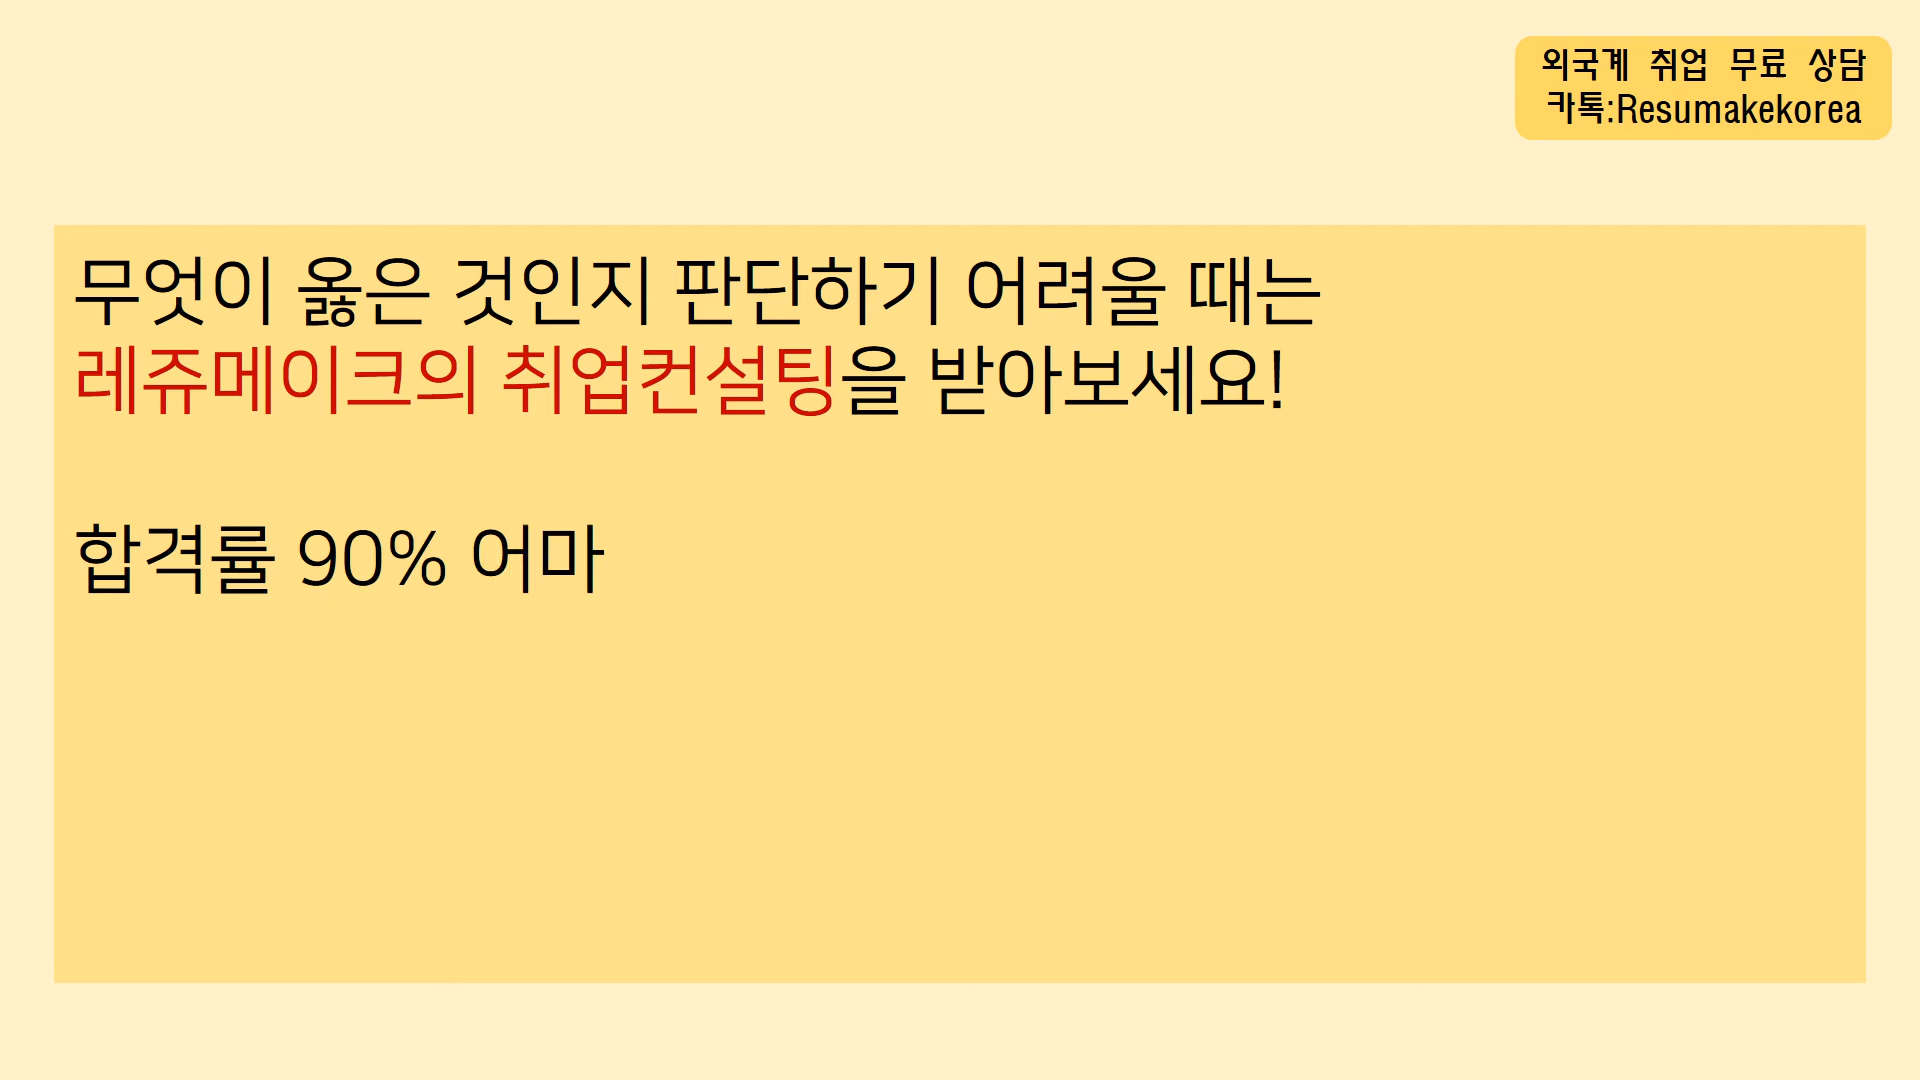 외국계 취업 무료 상담
카톡:Resumakekorea
무엇이 옳은 것인지 판단하기 어려울 때는
레쥬메이크의 취업컨설팅을 받아보세요!
합격률 90% 어마